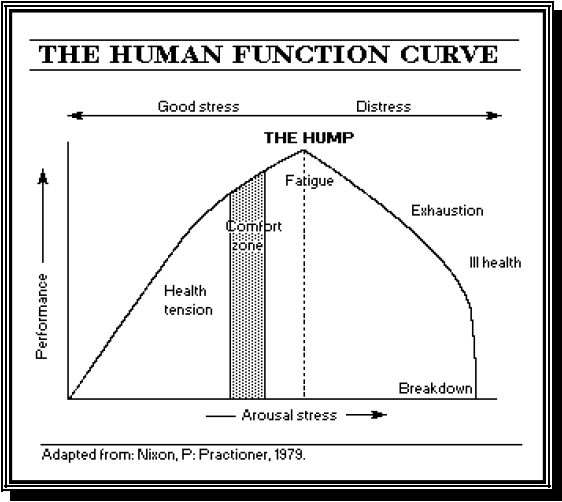 THE HUMAN FUNCTION CURVE
Good stress
Distress
THE HUMP
Fatigue
Exhaustion
Comfort
zone
Ill health
Health
tension
Performance
Breakdown
Arousal stress
Adapted from: Nixon, P: Practioner, 1979.